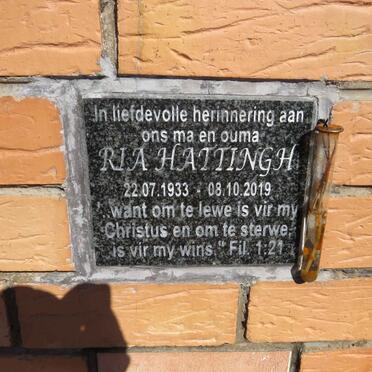 In liefdevolle herinnering aan
ons ma en ouma
RIA HATTINGH
22.07.1933 - 08.10.2019
"..want om te lewe is vir my
Christus en om te sterwe,
is vir my wins." Fil. 1:21